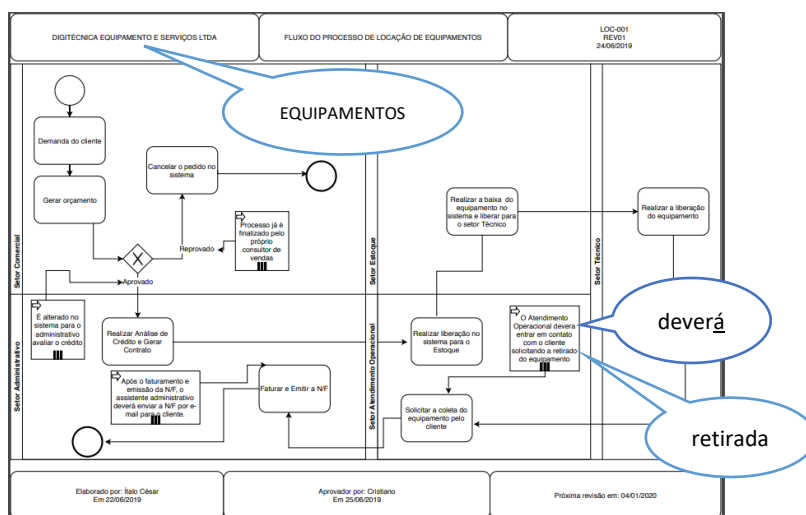 DIGITÉCNICA EQUIPAMENTO E SERVIÇOS LTDA
FLUXO DO PROCESSO DE LOCAÇÃO DE EQUIPAMENTOS
LOC-001
REV01
24/06/2019
EQUIPAMENTOS
Setor Comercial
Demanda do cliente
Gerar orçamento
Cancelar o pedido no
sistema
X
Reprovado
Aprovado
Processo já é
finalizado pelo
próprio
consultor de
vendas
Setor Estoque
Realizar a baixa do
equipamento no
sistema e liberar para
o setor Técnico
Setor Técnico
Realizar a liberação
do equipamento
Setor Administrativo
É alterado no
sistema para o
administrativo
avaliar o crédito
Realizar Análise de
Crédito e Gerar
Contrato
Após o faturamento e
emissão da N/F, o
assistente administrativo
deverá enviar a N/F por e-
mail para o cliente.
Faturar e Emitir a N/F
Setor Atendimento Operacional
Realizar liberação no
sistema para o
Estoque
O Atendimento
Operacional devera
entrar em contato
com o cliente
solicitando a retirado
do equipamento
Solicitar a coleta do
equipamento pelo
cliente
deverá
retirada
Elaborado por: Ítalo César
Em 22/06/2019
Aprovador por: Cristiano
Em 25/06/2019
Próxima revisão em: 04/01/2020